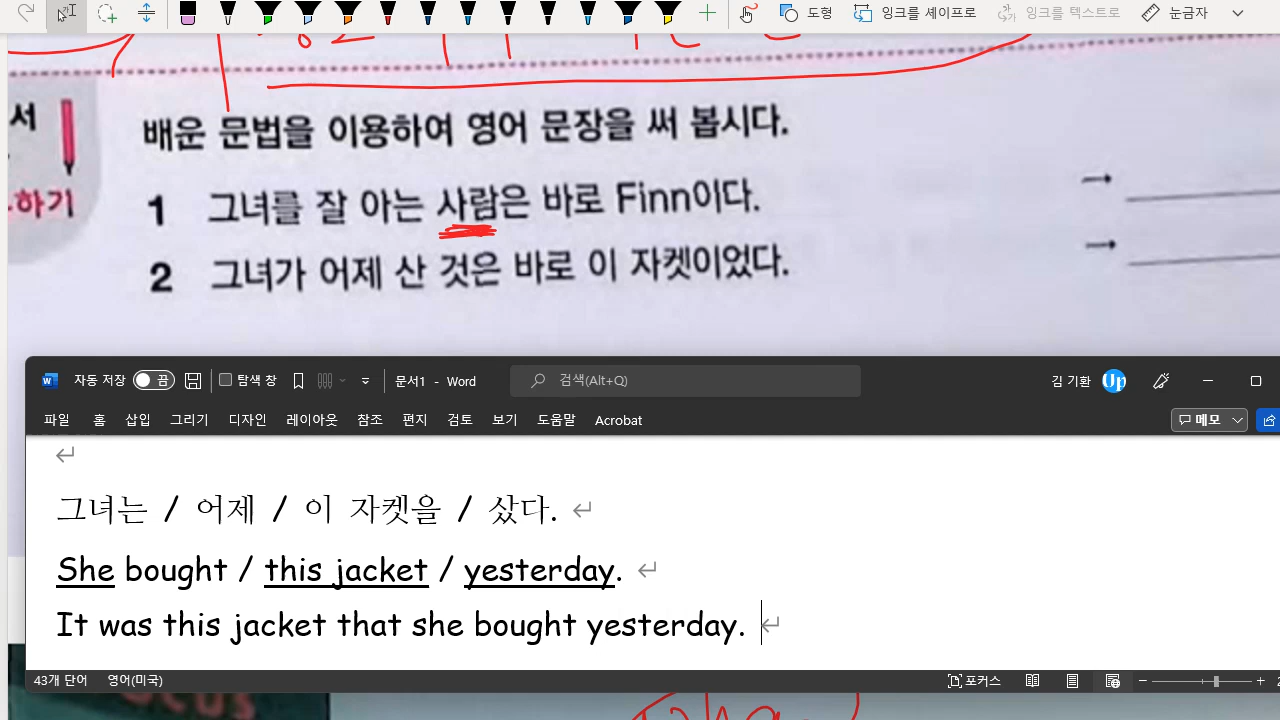 도형
잉크를 셰이프로
잉크를 텍스트로
눈금자
서
하기
배운 문법을 이용하여 영어 문장을 써 봅시다.
1 그녀를 잘 아는 사람은 바로 Finn이다. →
2 그녀가 어제 산 것은 바로 이 자켓이었다. →
자동 저장 끔 탐색 창 문서1 - Word 검색(Alt+Q) 김 기환 Up
파일 홈 삽입 그리기 디자인 레이아웃 참조 편지 검토 보기 도움말 Acrobat 메모
그녀는 / 어제 / 이 자켓을 / 샀다.
She bought / this jacket / yesterday.
It was this jacket that she bought yesterday.
43개 단어 영어(미국) 포커스